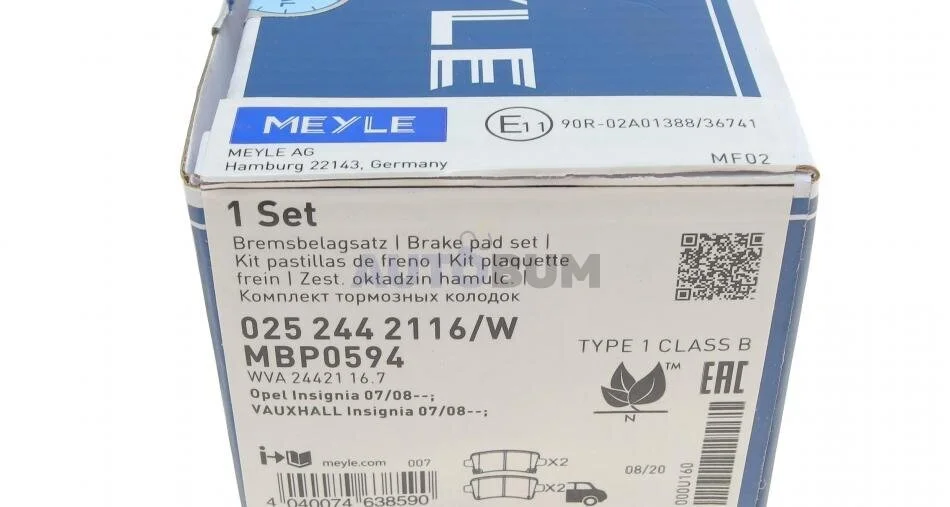 MEYLE
MEYLE AG
Hamburg 22143, Germany
E11 90R-02A01388/36741
MF02
1 Set
Bremsbelagsatz | Brake pad set |
Kit pastillas de freno | Kit plaquette
frein | Zest. okładzin hamulc.
Комплект тормозных колодок
AUTOBUM
025 244 2116/W
MBP0594
WVA 24421 16.7
Opel Insignia 07/08--;
VAUXHALL Insignia 07/08--;
TYPE 1 CLASS B
TM
EAC
N
meyle.com 007
X2
X2
08/20
000U160
4 040074 638590